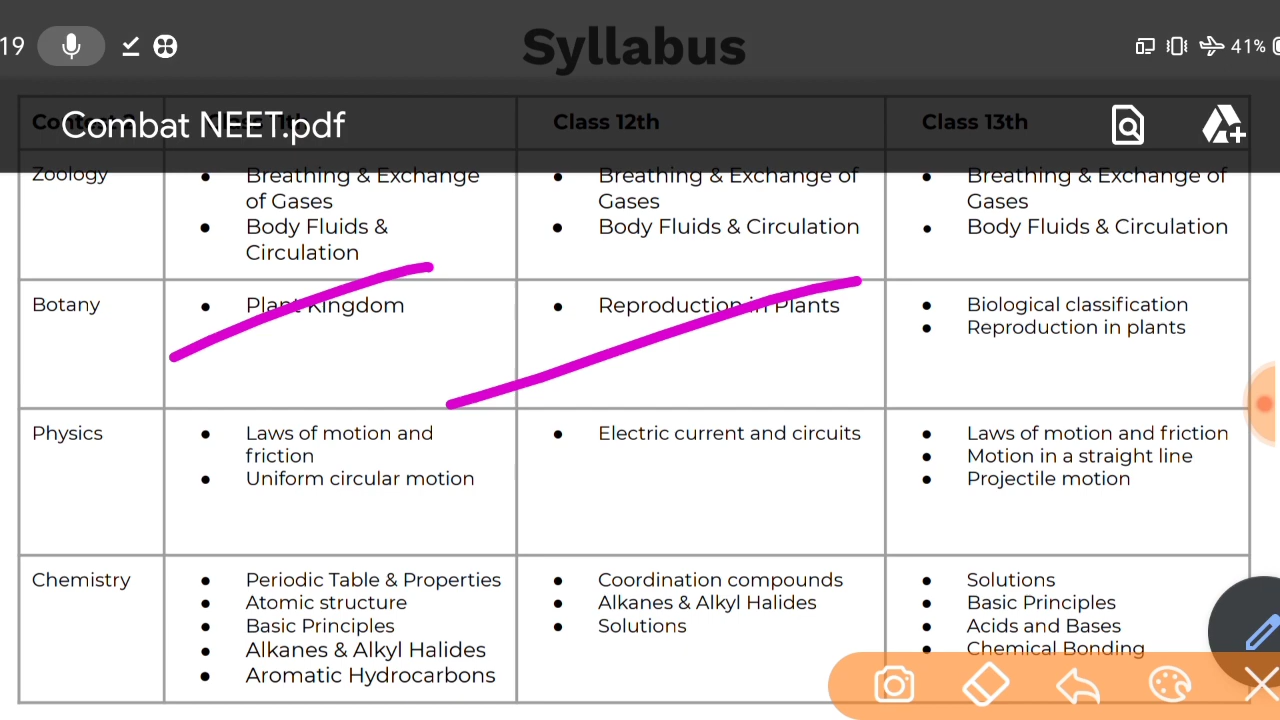 19
41%
Syllabus
Combat NEET.pdf
Class 12th
Class 13th
Zoology
Breathing & Exchange
of Gases
Body Fluids &
Circulation
Breathing & Exchange of
Gases
Body Fluids & Circulation
Breathing & Exchange of
Gases
Body Fluids & Circulation
Botany
Plant Kingdom
Reproduction in Plants
Biological classification
Reproduction in plants
Physics
Laws of motion and
friction
Uniform circular motion
Electric current and circuits
Laws of motion and friction
Motion in a straight line
Projectile motion
Chemistry
Periodic Table & Properties
Atomic structure
Basic Principles
Alkanes & Alkyl Halides
Aromatic Hydrocarbons
Coordination compounds
Alkanes & Alkyl Halides
Solutions
Solutions
Basic Principles
Acids and Bases
Chemical Bonding